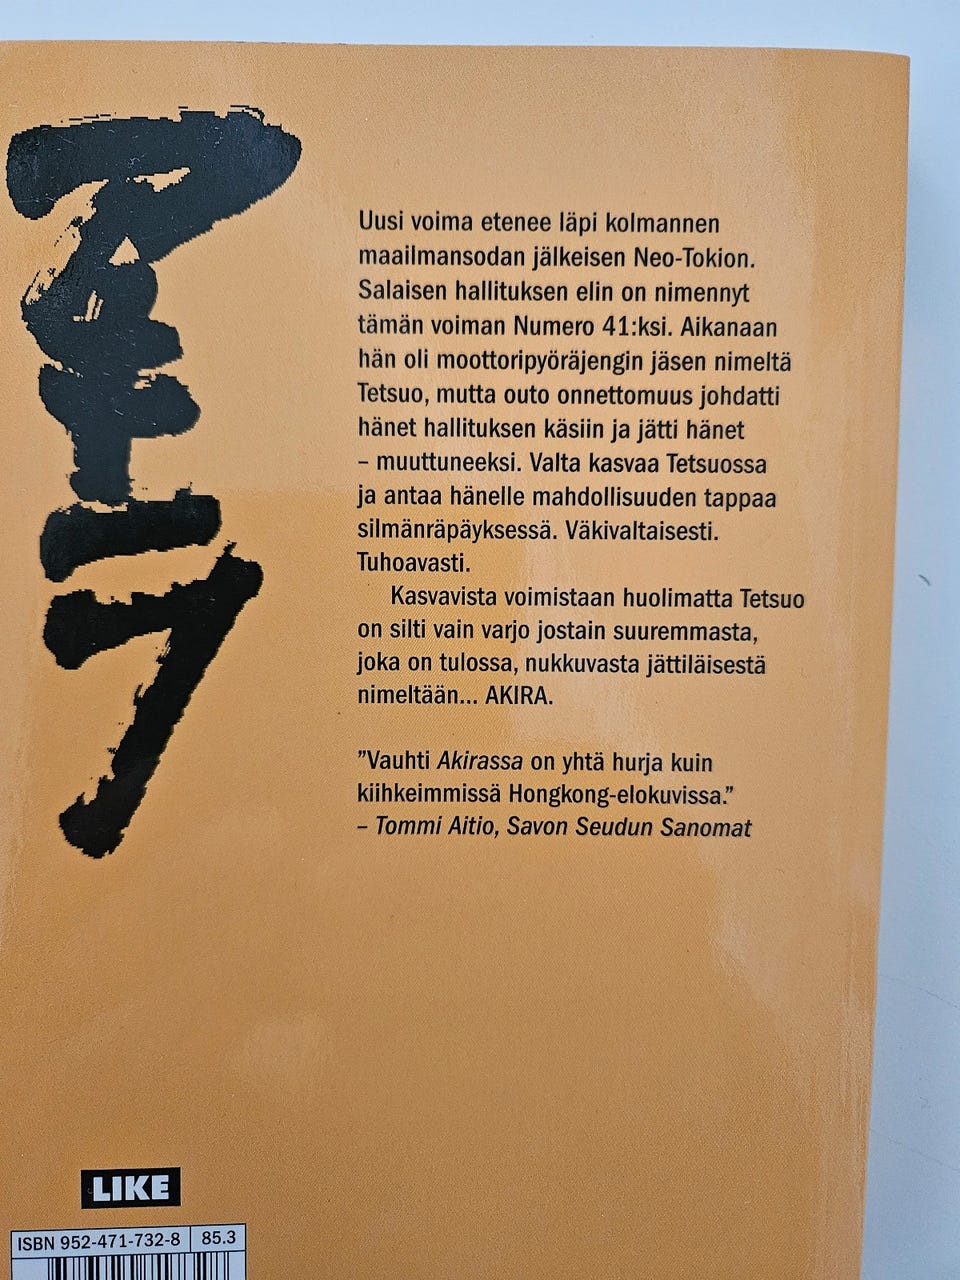 アキラ
Uusi voima etenee läpi kolmannen
maailmansodan jälkeisen Neo-Tokion.
Salaisen hallituksen elin on nimennyt
tämän voiman Numero 41:ksi. Aikanaan
hän oli moottoripyöräjengin jäsen nimeltä
Tetsuo, mutta outo onnettomuus johdatti
hänet hallituksen käsiin ja jätti hänet
– muuttuneeksi. Valta kasvaa Tetsuossa
ja antaa hänelle mahdollisuuden tappaa
silmänräpäyksessä. Väkivaltaisesti.
Tuhoavasti.
Kasvavista voimistaan huolimatta Tetsuo
on silti vain varjo jostain suuremmasta,
joka on tulossa, nukkuvasta jättiläisestä
nimeltään... AKIRA.
”Vauhti Akirassa on yhtä hurja kuin
kiihkeimmissä Hongkong-elokuvissa.”
– Tommi Aitio, Savon Seudun Sanomat
LIKE
ISBN 952-471-732-8 85.3